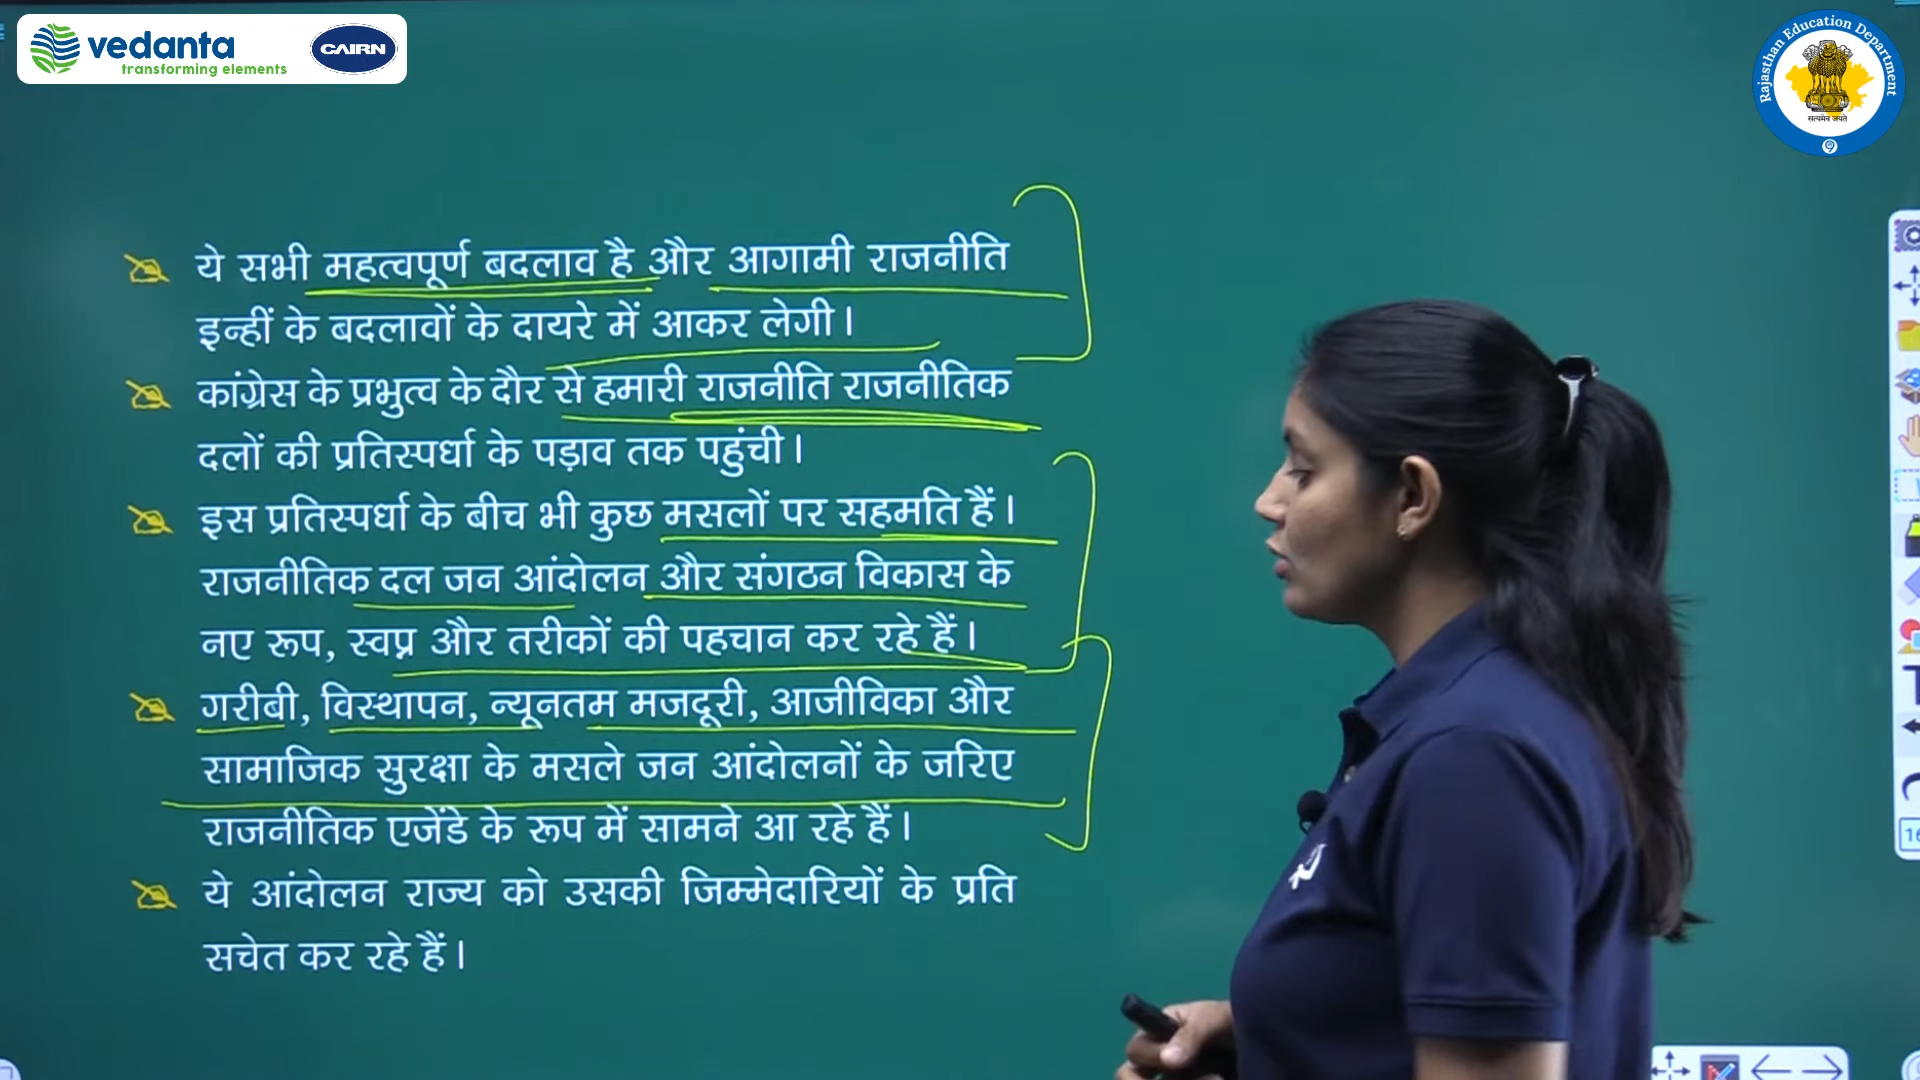 vedanta
transforming elements
CAIRN
Rajasthan Education Department
सत्यमेव जयते
ये सभी महत्वपूर्ण बदलाव है और आगामी राजनीति
इन्हीं के बदलावों के दायरे में आकर लेगी।
कांग्रेस के प्रभुत्व के दौर से हमारी राजनीति राजनीतिक
दलों की प्रतिस्पर्धा के पड़ाव तक पहुंची।
इस प्रतिस्पर्धा के बीच भी कुछ मसलों पर सहमति हैं।
राजनीतिक दल जन आंदोलन और संगठन विकास के
नए रूप, स्वप्न और तरीकों की पहचान कर रहे हैं।
गरीबी, विस्थापन, न्यूनतम मजदूरी, आजीविका और
सामाजिक सुरक्षा के मसले जन आंदोलनों के जरिए
राजनीतिक एजेंडे के रूप में सामने आ रहे हैं।
ये आंदोलन राज्य को उसकी जिम्मेदारियों के प्रति
सचेत कर रहे हैं।